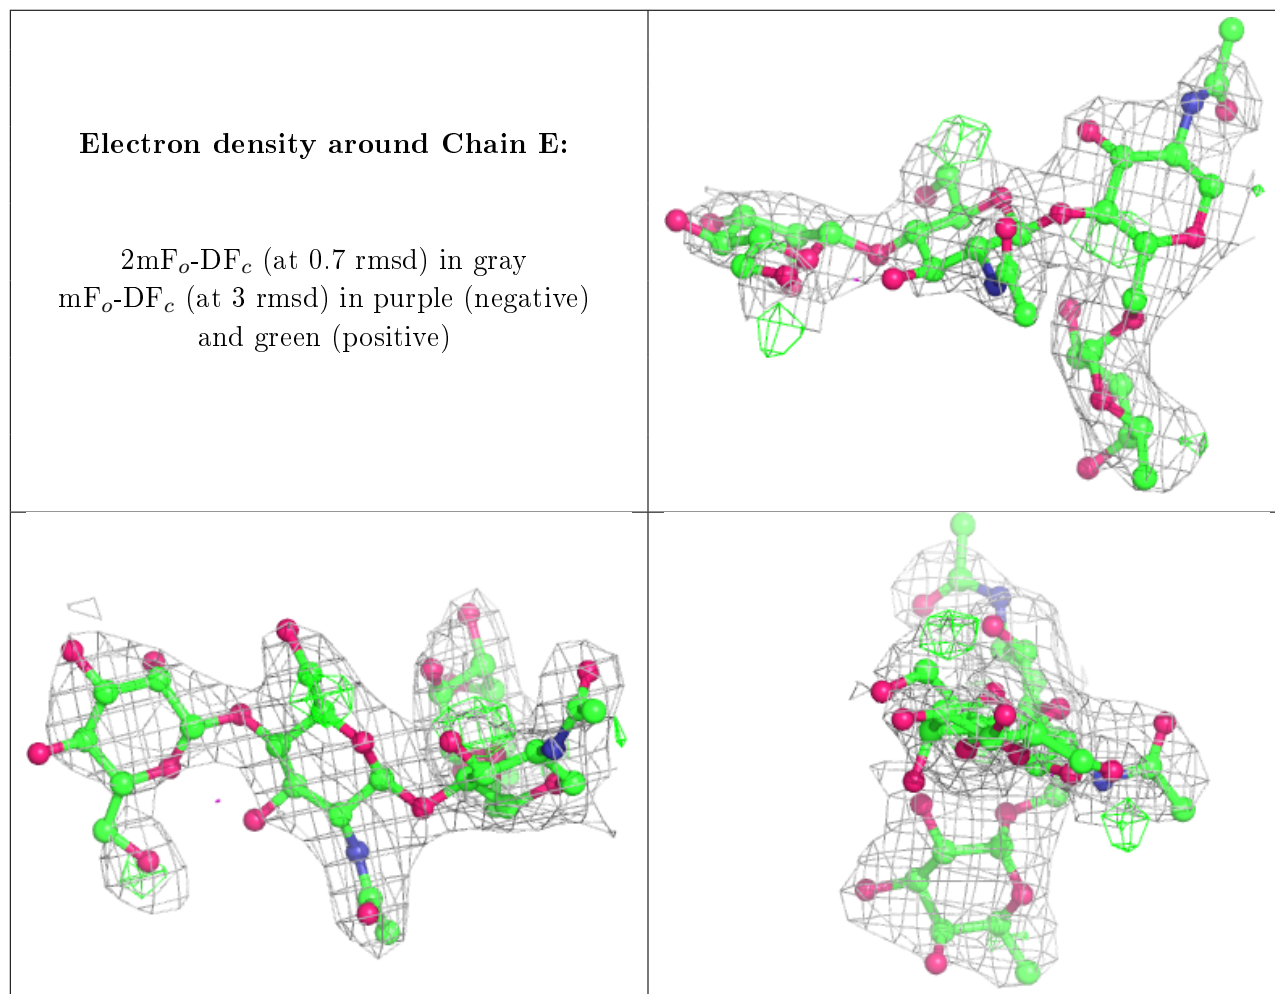 Electron density around Chain E:
2mF𝑜-DF𝑐 (at 0.7 rmsd) in gray
mF𝑜-DF𝑐 (at 3 rmsd) in purple (negative)
and green (positive)